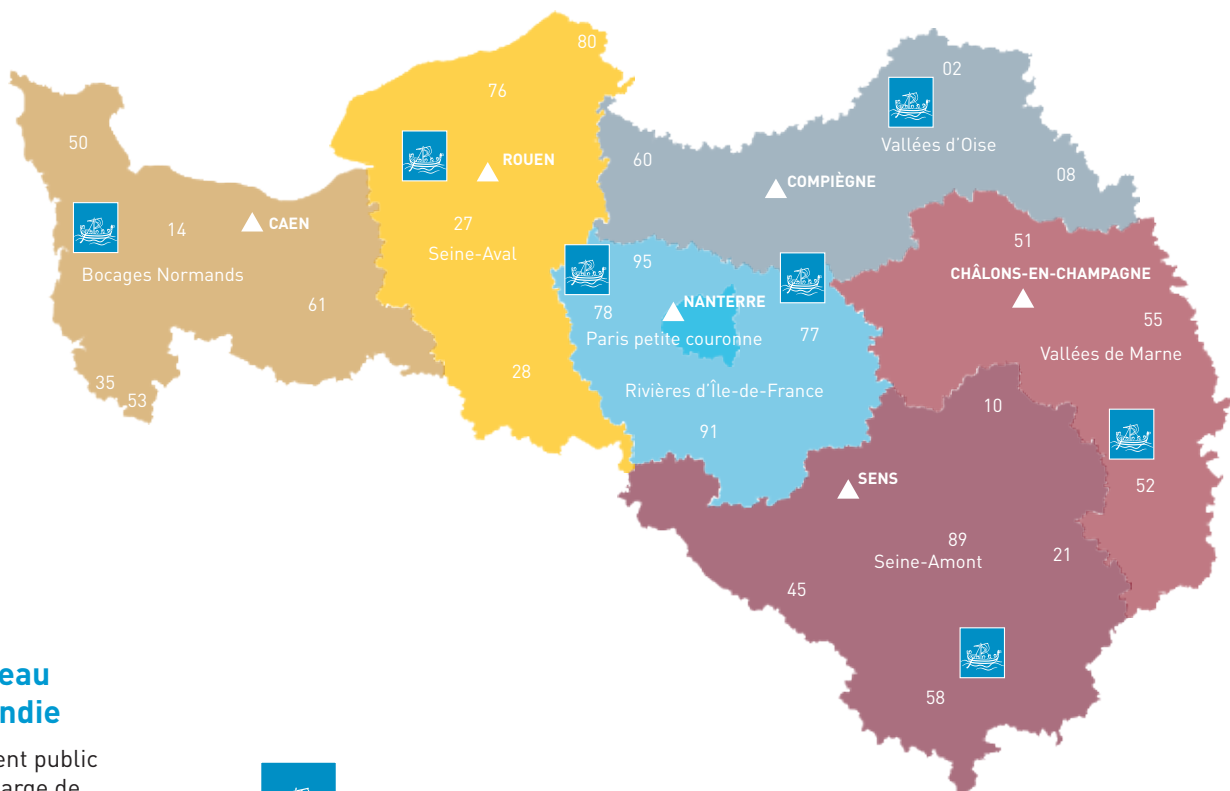 80
02
76
50
Vallées d'Oise
60
ROUEN
08
COMPIÈGNE
14
CAEN
27
51
Seine-Aval
95
Bocages Normands
CHÂLONS-EN-CHAMPAGNE
61
NANTERRE
78
55
Paris petite couronne
77
Vallées de Marne
28
35
Rivières d'Île-de-France
53
10
91
SENS
52
89
21
Seine-Amont
45
eau
ndie
58
ent public
arge de